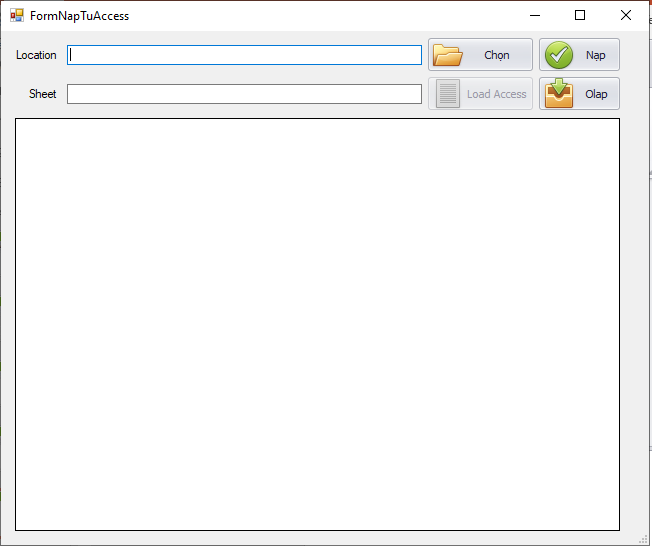 FormNapTuAccess
Location
Chọn
Nạp
Sheet
Load Access
Olap